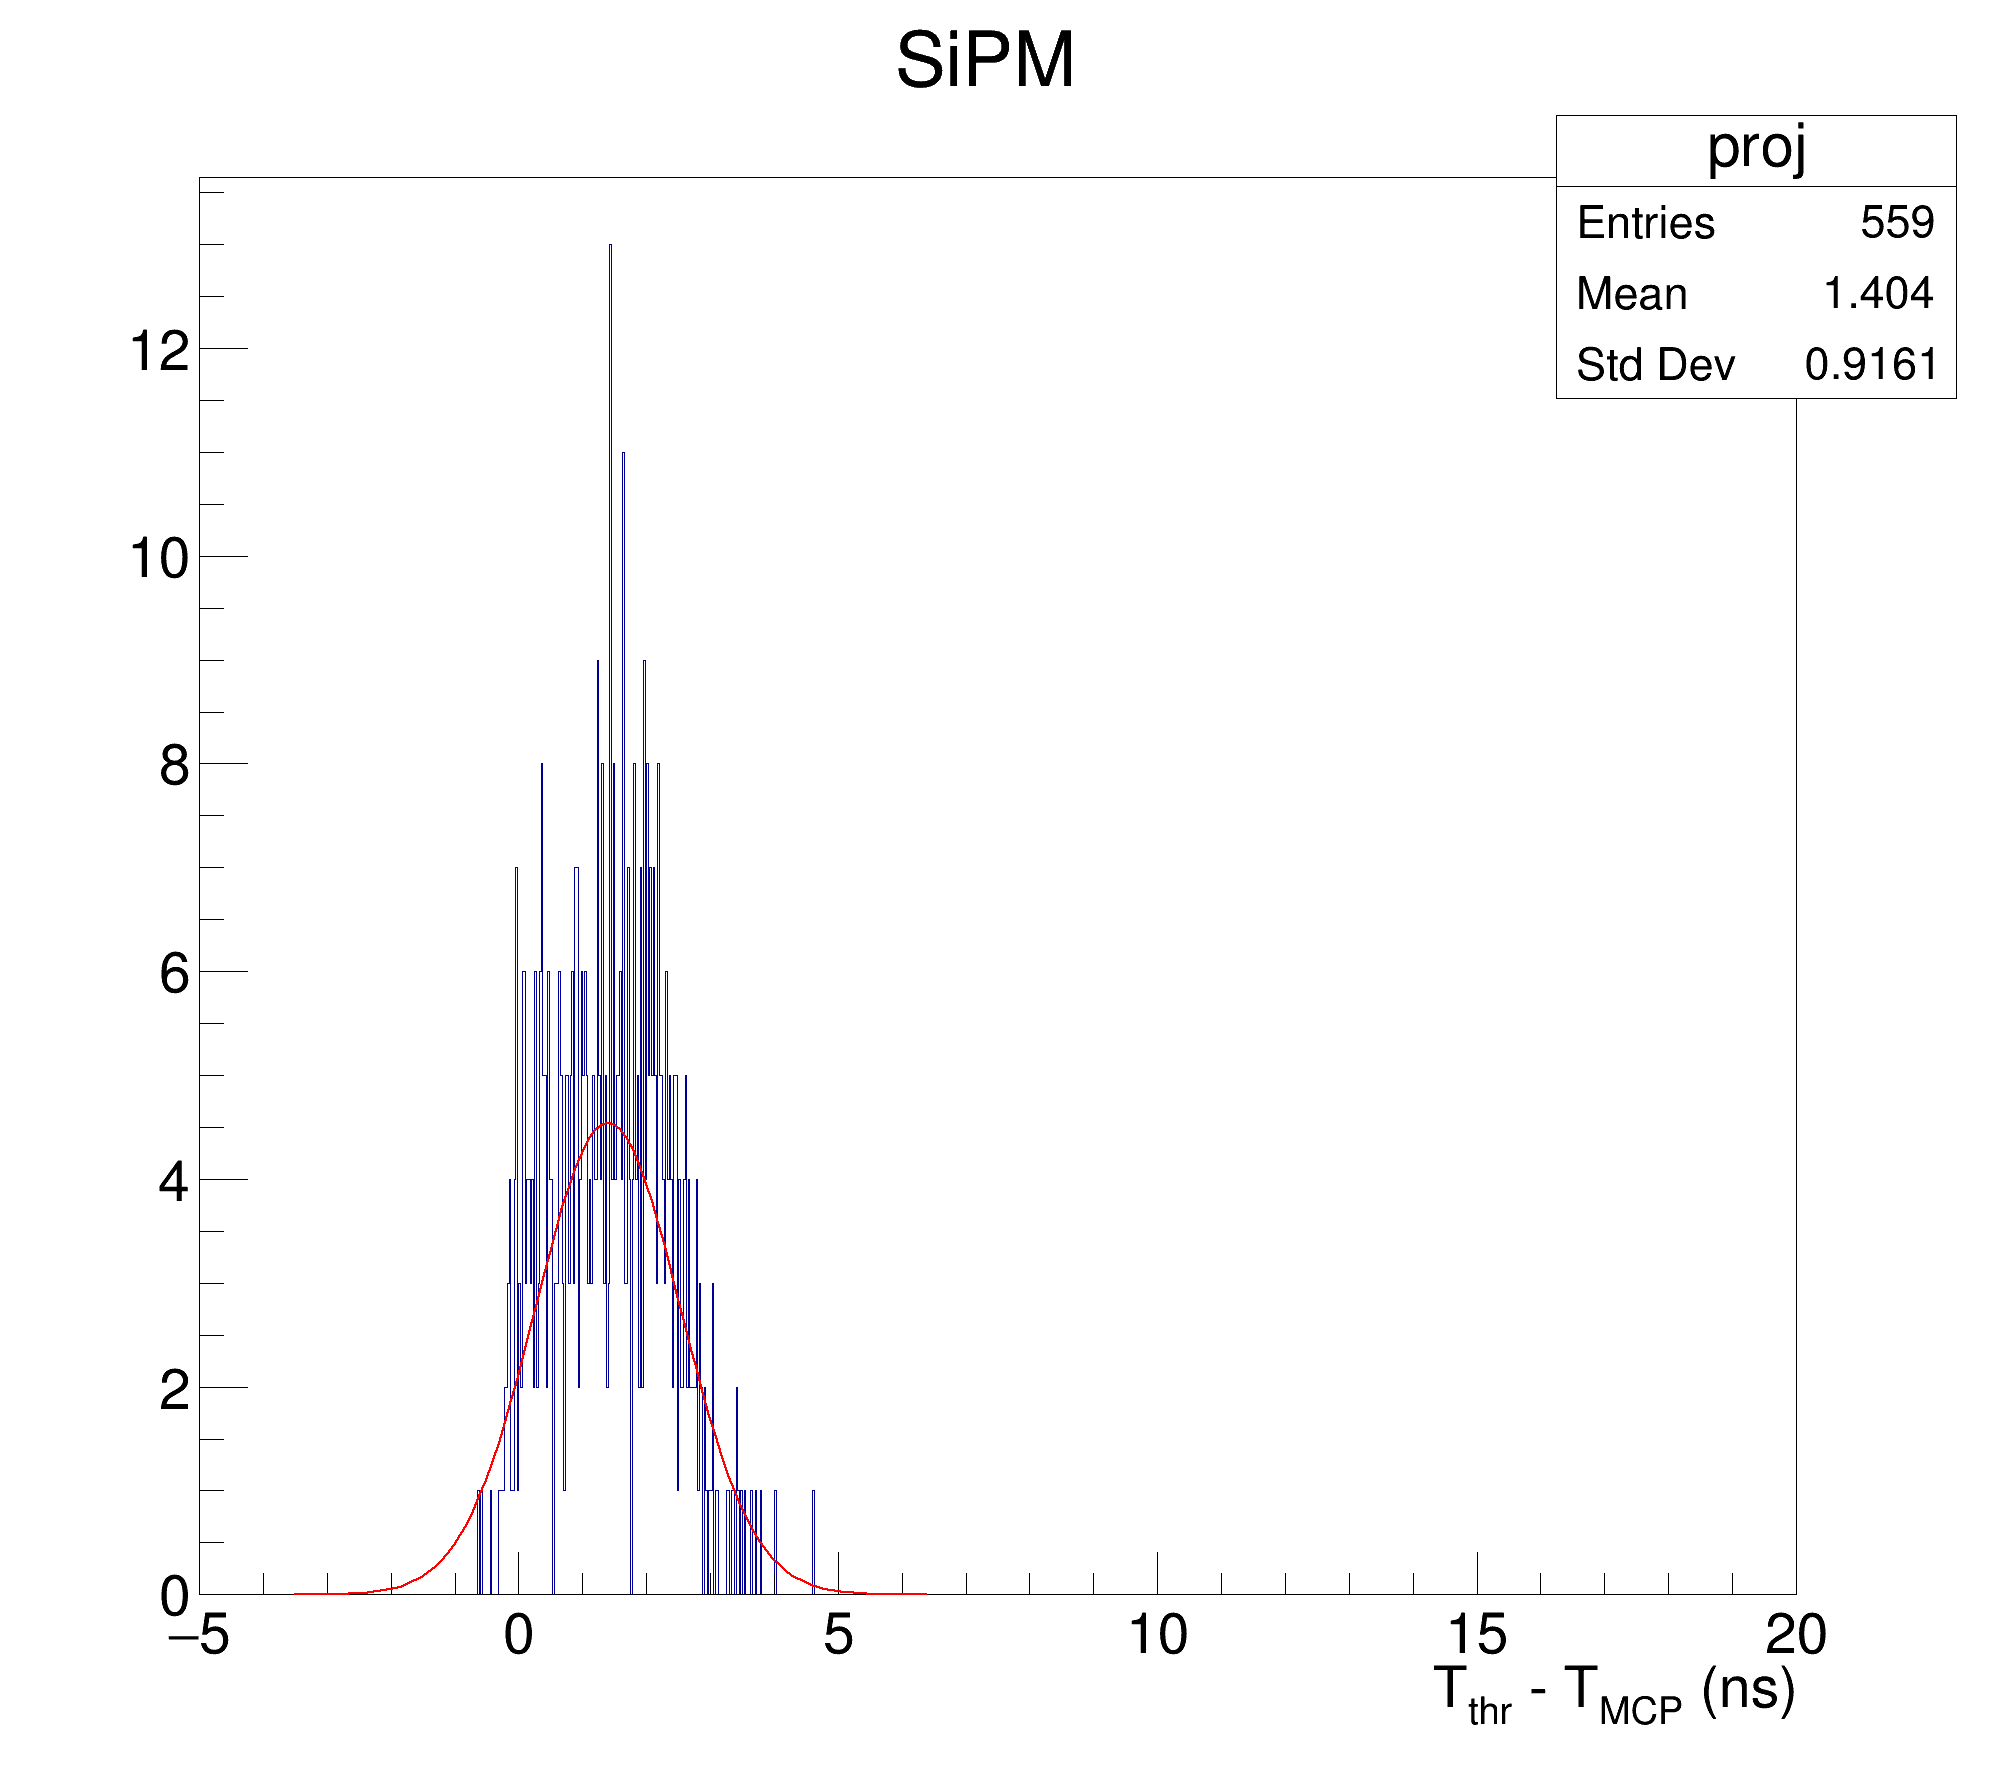 SiPM
proj
Entries 559
Mean 1.404
Std Dev 0.9161
12
10
8
6
4
2
0
−5 0 5 10 15 20
T_thr - T_MCP (ns)